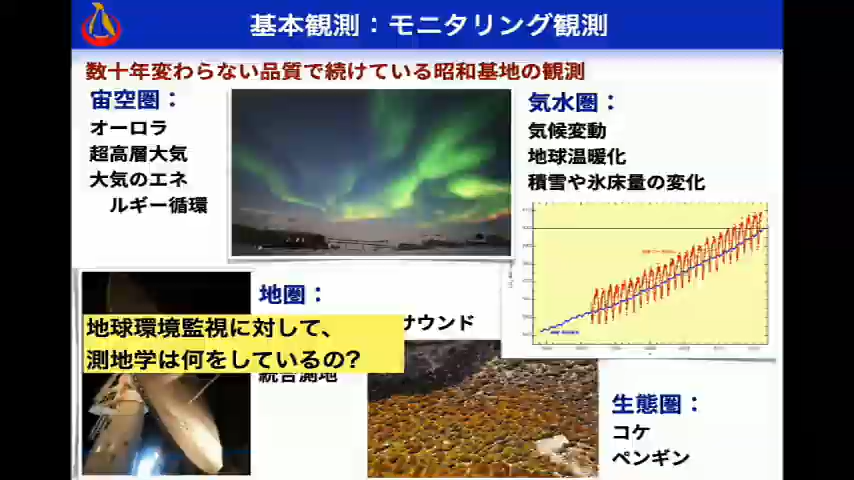 基本観測：モニタリング観測
数十年変わらない品質で続けている昭和基地の観測
宙空圏：
オーロラ
超高層大気
大気のエネ
ルギー循環
気水圏：
気候変動
地球温暖化
積雪や氷床量の変化
地圏：
サウンド
地球環境監視に対して、
測地学は何をしているの?
統合測地
生態圏：
コケ
ペンギン